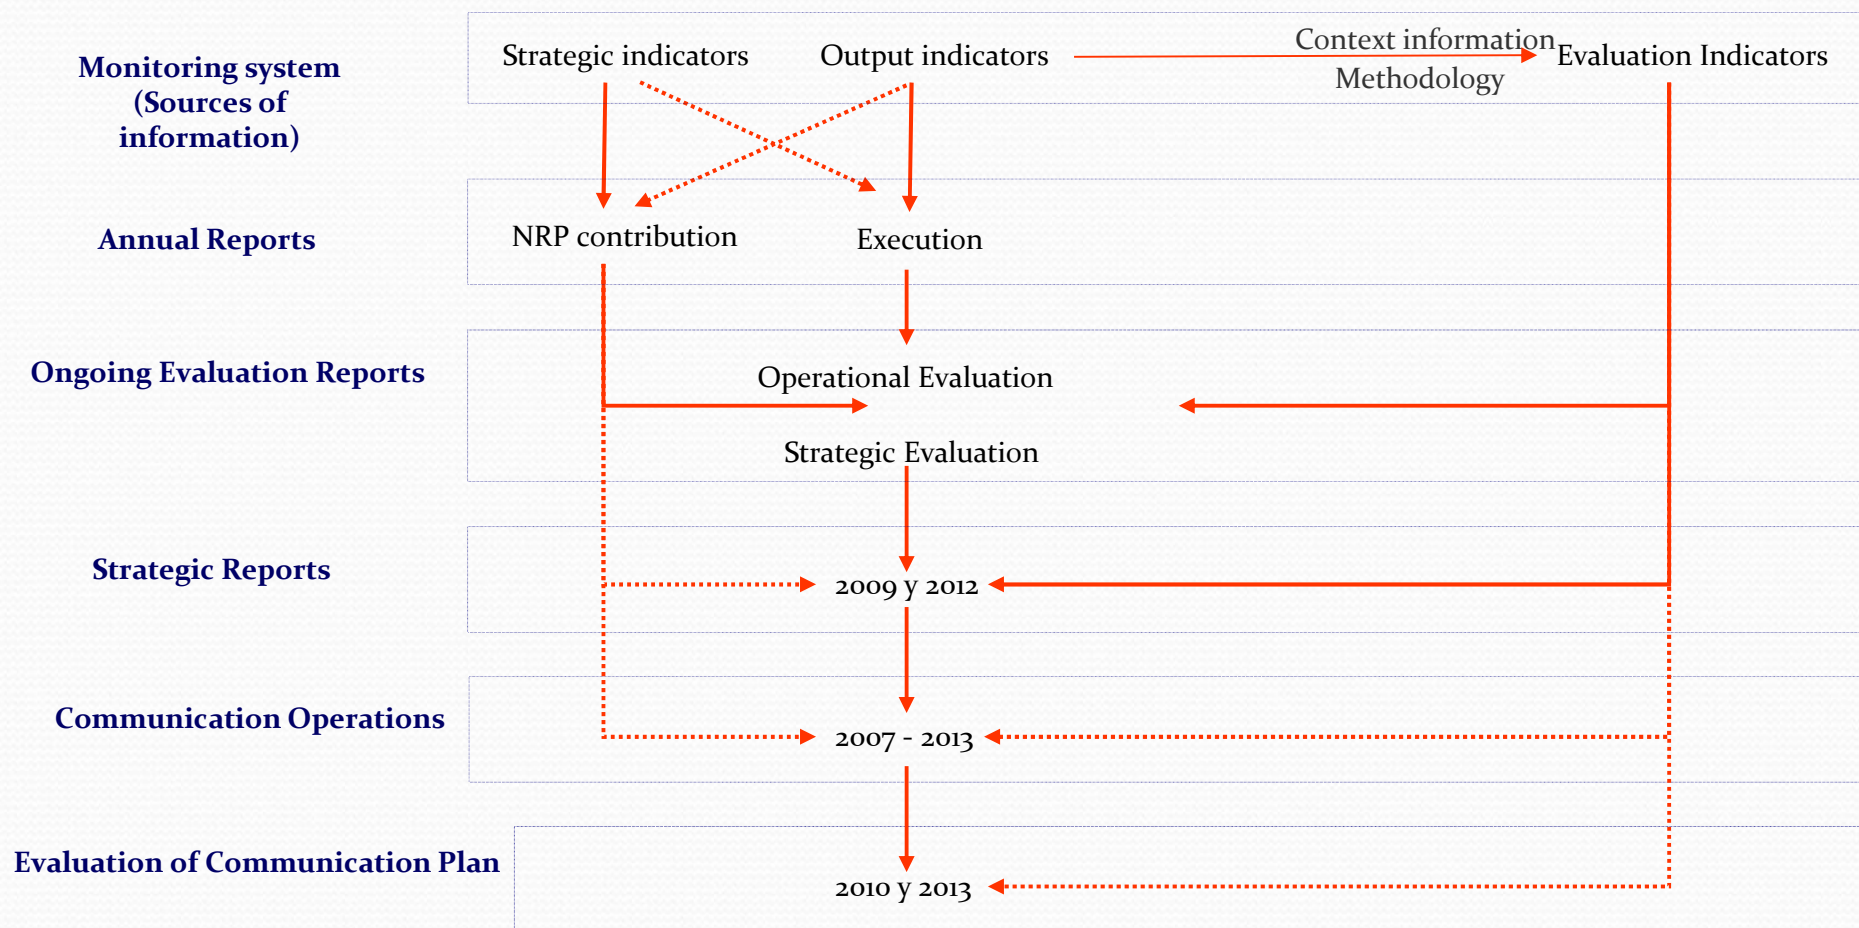 Strategic indicators
Output indicators
Context information
Methodology
Evaluation Indicators
Monitoring system
(Sources of
information)
Annual Reports
NRP contribution
Execution
Ongoing Evaluation Reports
Operational Evaluation
Strategic Evaluation
Strategic Reports
2009 y 2012
Communication Operations
2007 - 2013
Evaluation of Communication Plan
2010 y 2013